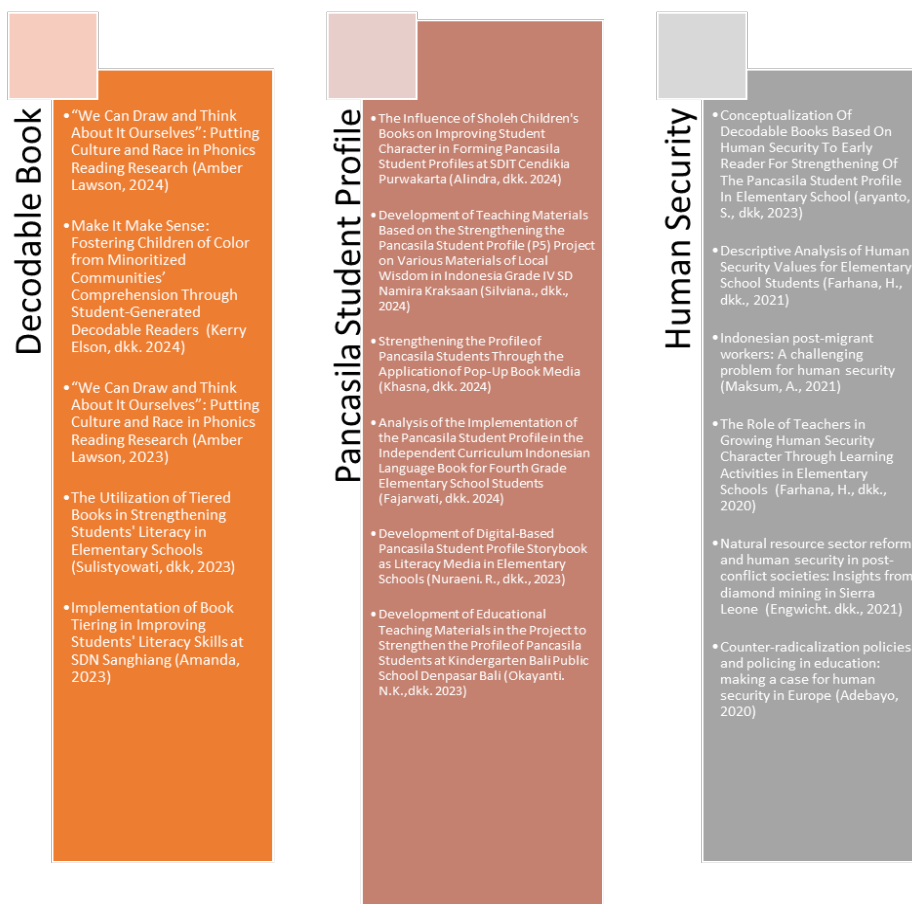 Decodable Book
• “We Can Draw and Think
About It Ourselves”: Putting
Culture and Race in Phonics
Reading Research (Amber
Lawson, 2024)
• Make It Make Sense:
Fostering Children of Color
from Minoritized
Communities’
Comprehension Through
Student-Generated
Decodable Readers (Kerry
Elson, dkk. 2024)
• “We Can Draw and Think
About It Ourselves”: Putting
Culture and Race in Phonics
Reading Research (Amber
Lawson, 2023)
• The Utilization of Tiered
Books in Strengthening
Students' Literacy in
Elementary Schools
(Sulistyowati, dkk, 2023)
• Implementation of Book
Tiering in Improving
Students' Literacy Skills at
SDN Sanghiang (Amanda,
2023)
Pancasila Student Profile
• The Influence of Sholeh Children's
Books on Improving Student
Character in Forming Pancasila
Student Profiles at SDIT Cendikia
Purwakarta (Alindra, dkk. 2024)
• Development of Teaching Materials
Based on the Strengthening the
Pancasila Student Profile (P5) Project
on Various Materials of Local
Wisdom in Indonesia Grade IV SD
Namira Kraksaan (Silviana., dkk.,
2024)
• Strengthening the Profile of
Pancasila Students Through the
Application of Pop-Up Book Media
(Khasna, dkk. 2024)
• Analysis of the Implementation of
the Pancasila Student Profile in the
Independent Curriculum Indonesian
Language Book for Fourth Grade
Elementary School Students
(Fajarwati, dkk. 2024)
• Development of Digital-Based
Pancasila Student Profile Storybook
as Literacy Media in Elementary
Schools (Nuraeni. R., dkk., 2023)
• Development of Educational
Teaching Materials in the Project to
Strengthen the Profile of Pancasila
Students at Kindergarten Bali Public
School Denpasar Bali (Okayanti.
N.K.,dkk. 2023)
Human Security
• Conceptualization Of
Decodable Books Based On
Human Security To Early
Reader For Strengthening Of
The Pancasila Student Profile
In Elementary School (aryanto,
S., dkk, 2023)
• Descriptive Analysis of Human
Security Values for Elementary
School Students (Farhana, H.,
dkk., 2021)
• Indonesian post-migrant
workers: A challenging
problem for human security
(Maksum, A., 2021)
• The Role of Teachers in
Growing Human Security
Character Through Learning
Activities in Elementary
Schools (Farhana, H., dkk.,
2020)
• Natural resource sector reform
and human security in post-
conflict societies: Insights from
diamond mining in Sierra
Leone (Engwicht. dkk., 2021)
• Counter-radicalization policies
and policing in education:
making a case for human
security in Europe (Adebayo,
2020)